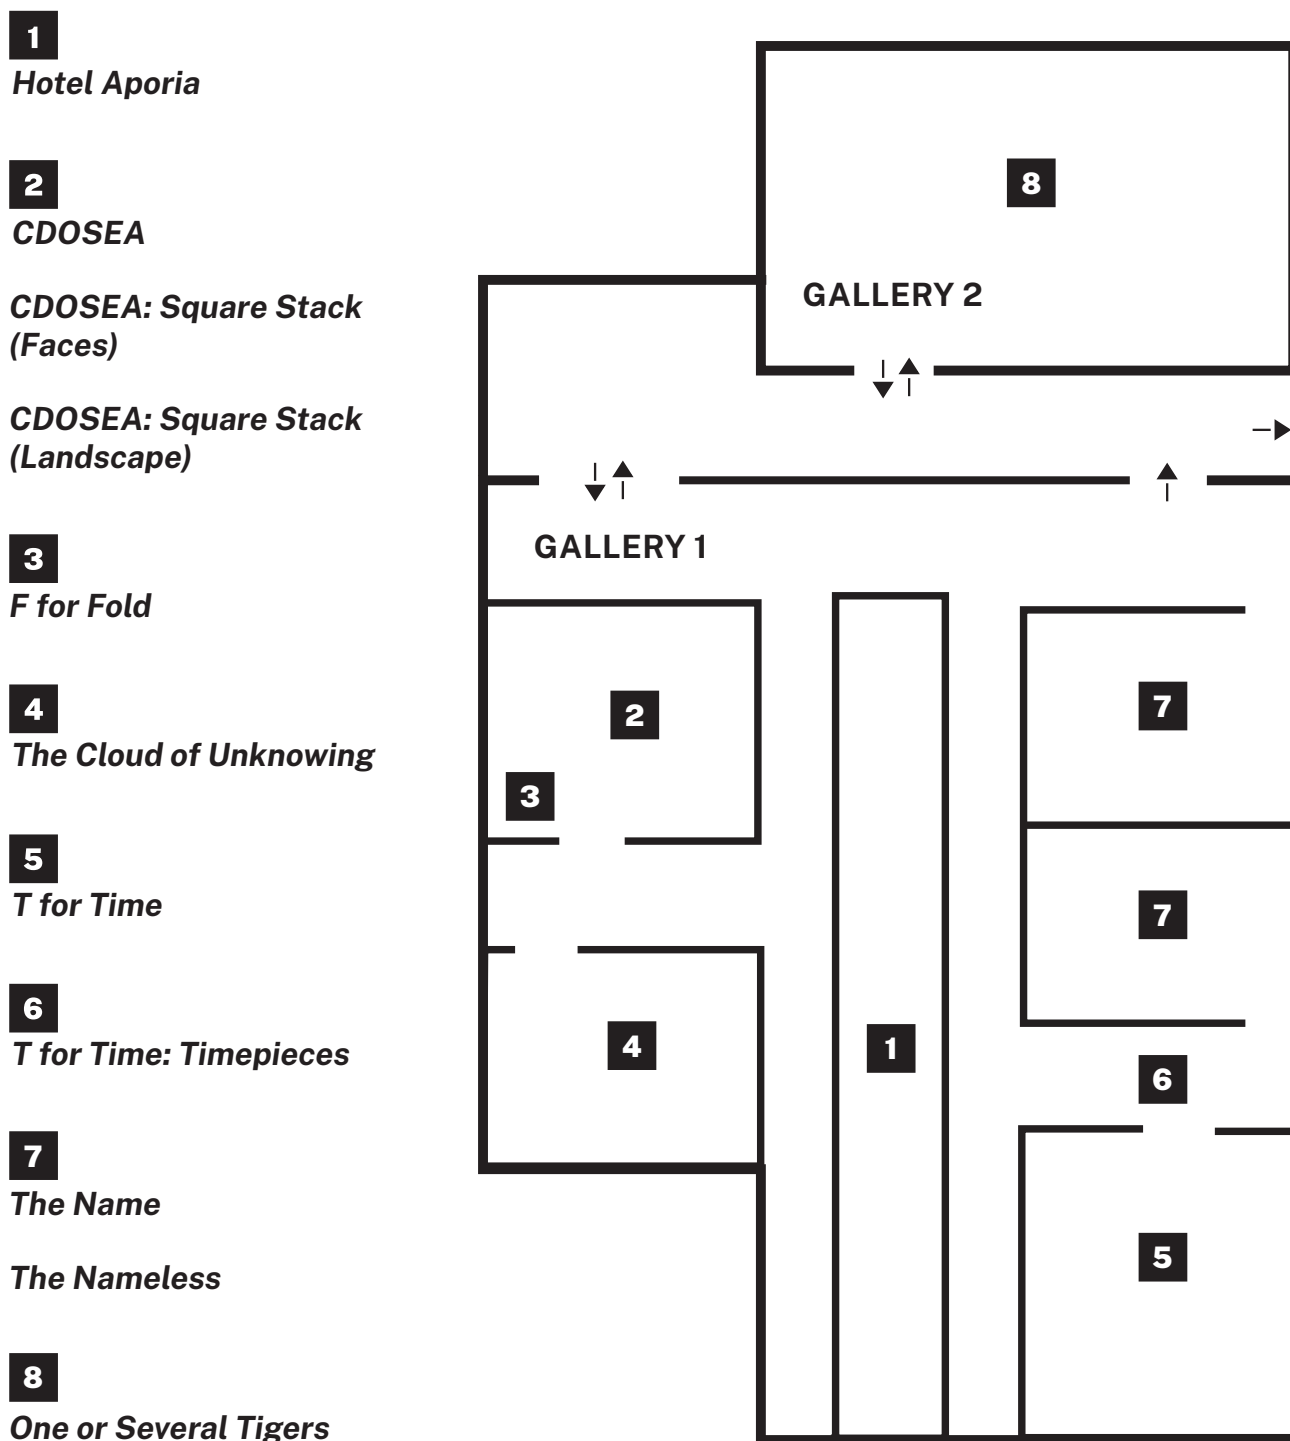 1
Hotel Aporia
2
CDOSEA
CDOSEA: Square Stack
(Faces)
CDOSEA: Square Stack
(Landscape)
3
F for Fold
4
The Cloud of Unknowing
5
T for Time
6
T for Time: Timepieces
7
The Name
The Nameless
8
One or Several Tigers
8
GALLERY 2
GALLERY 1
2
3
4
1
7
7
6
5